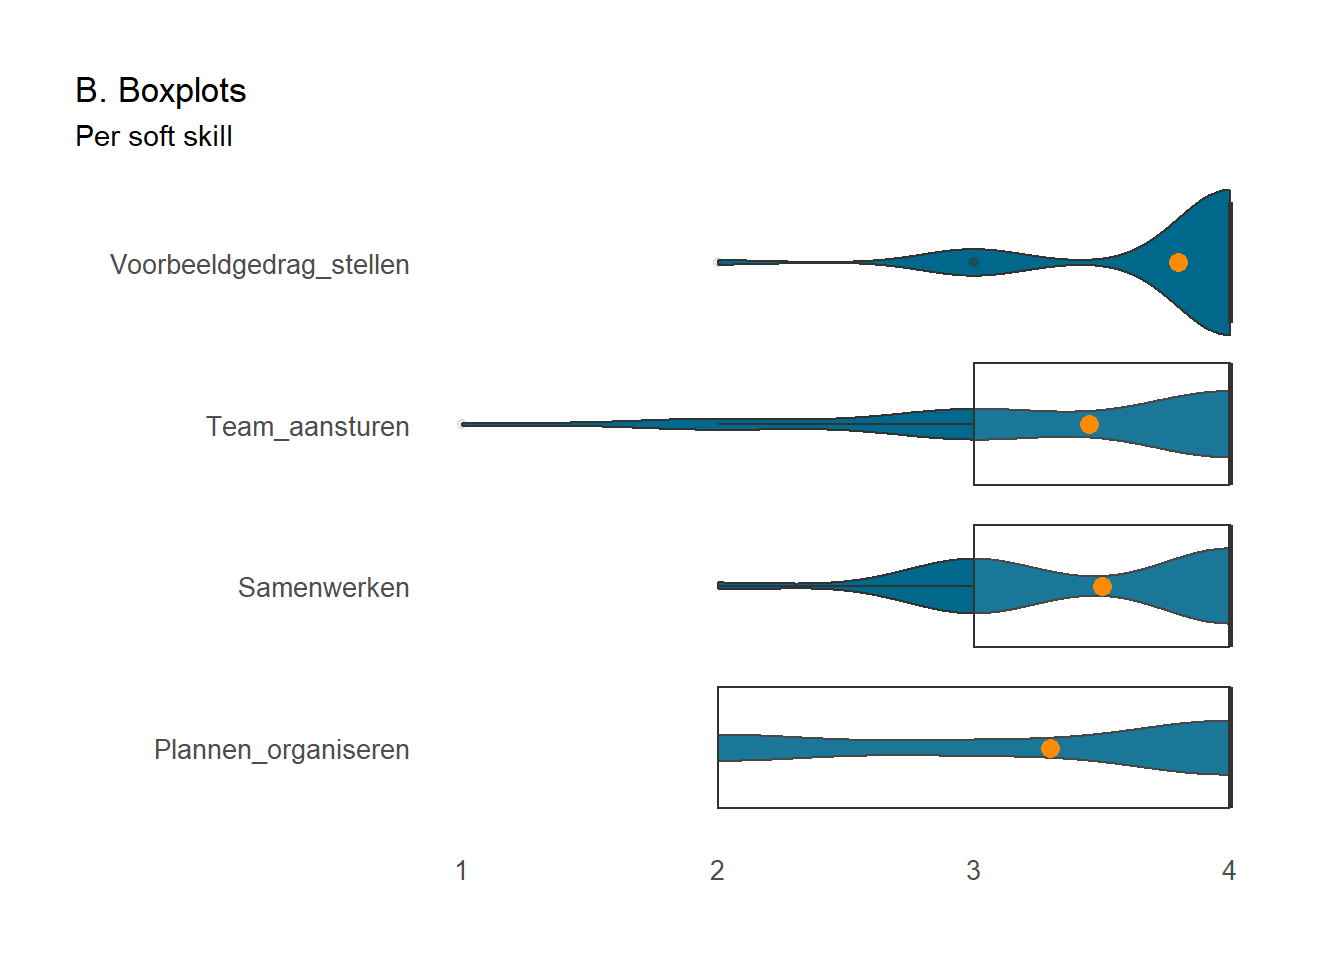 B. Boxplots
Per soft skill
Voorbeeldgedrag_stellen
Team_aansturen
Samenwerken
Plannen_organiseren
1 2 3 4